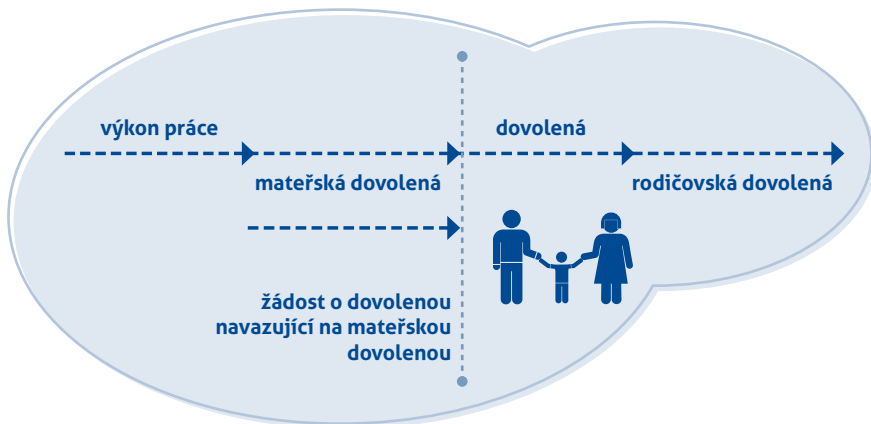 výkon práce
dovolená
mateřská dovolená
rodičovská dovolená
žádost o dovolenou
navazující na mateřskou
dovolenou